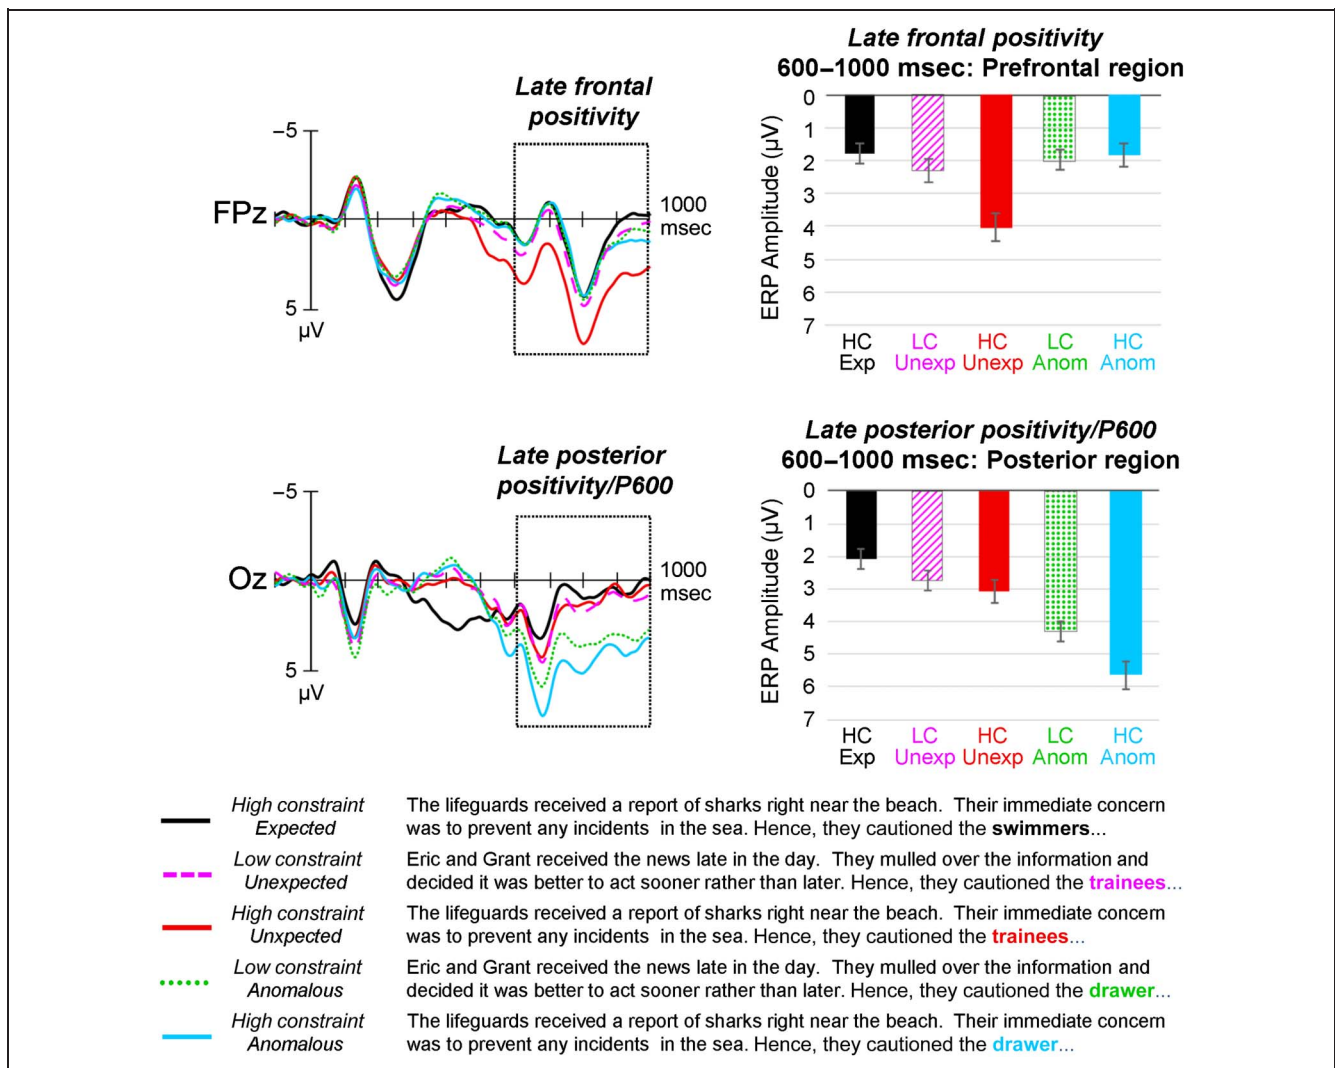 Late frontal
positivity
−5
FPz
1000
msec
5
µV
Late frontal positivity
600–1000 msec: Prefrontal region
ERP Amplitude (µV)
0
1
2
3
4
5
6
7
HC LC HC LC HC
Exp Unexp Unexp Anom Anom
Late posterior
positivity/P600
−5
Oz
1000
msec
5
µV
Late posterior positivity/P600
600–1000 msec: Posterior region
ERP Amplitude (µV)
0
1
2
3
4
5
6
7
HC LC HC LC HC
Exp Unexp Unexp Anom Anom
High constraint The lifeguards received a report of sharks right near the beach. Their immediate concern
Expected was to prevent any incidents in the sea. Hence, they cautioned the swimmers...
Low constraint Eric and Grant received the news late in the day. They mulled over the information and
Unexpected decided it was better to act sooner rather than later. Hence, they cautioned the trainees...
High constraint The lifeguards received a report of sharks right near the beach. Their immediate concern
Unxpected was to prevent any incidents in the sea. Hence, they cautioned the trainees...
Low constraint Eric and Grant received the news late in the day. They mulled over the information and
Anomalous decided it was better to act sooner rather than later. Hence, they cautioned the drawer...
High constraint The lifeguards received a report of sharks right near the beach. Their immediate concern
Anomalous was to prevent any incidents in the sea. Hence, they cautioned the drawer...